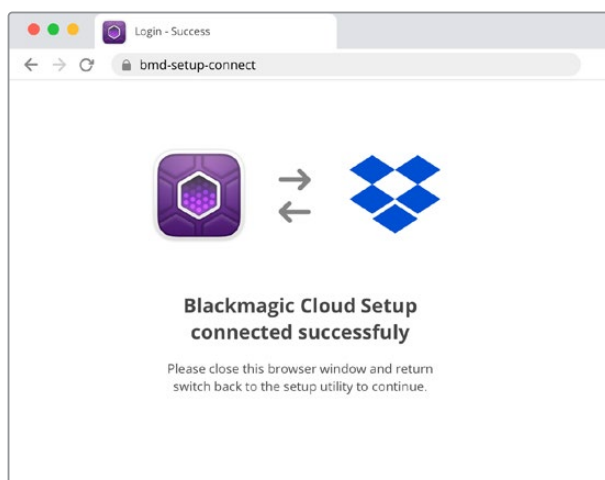 Login - Success
bmd-setup-connect
Blackmagic Cloud Setup
connected successfuly
Please close this browser window and return
switch back to the setup utility to continue.